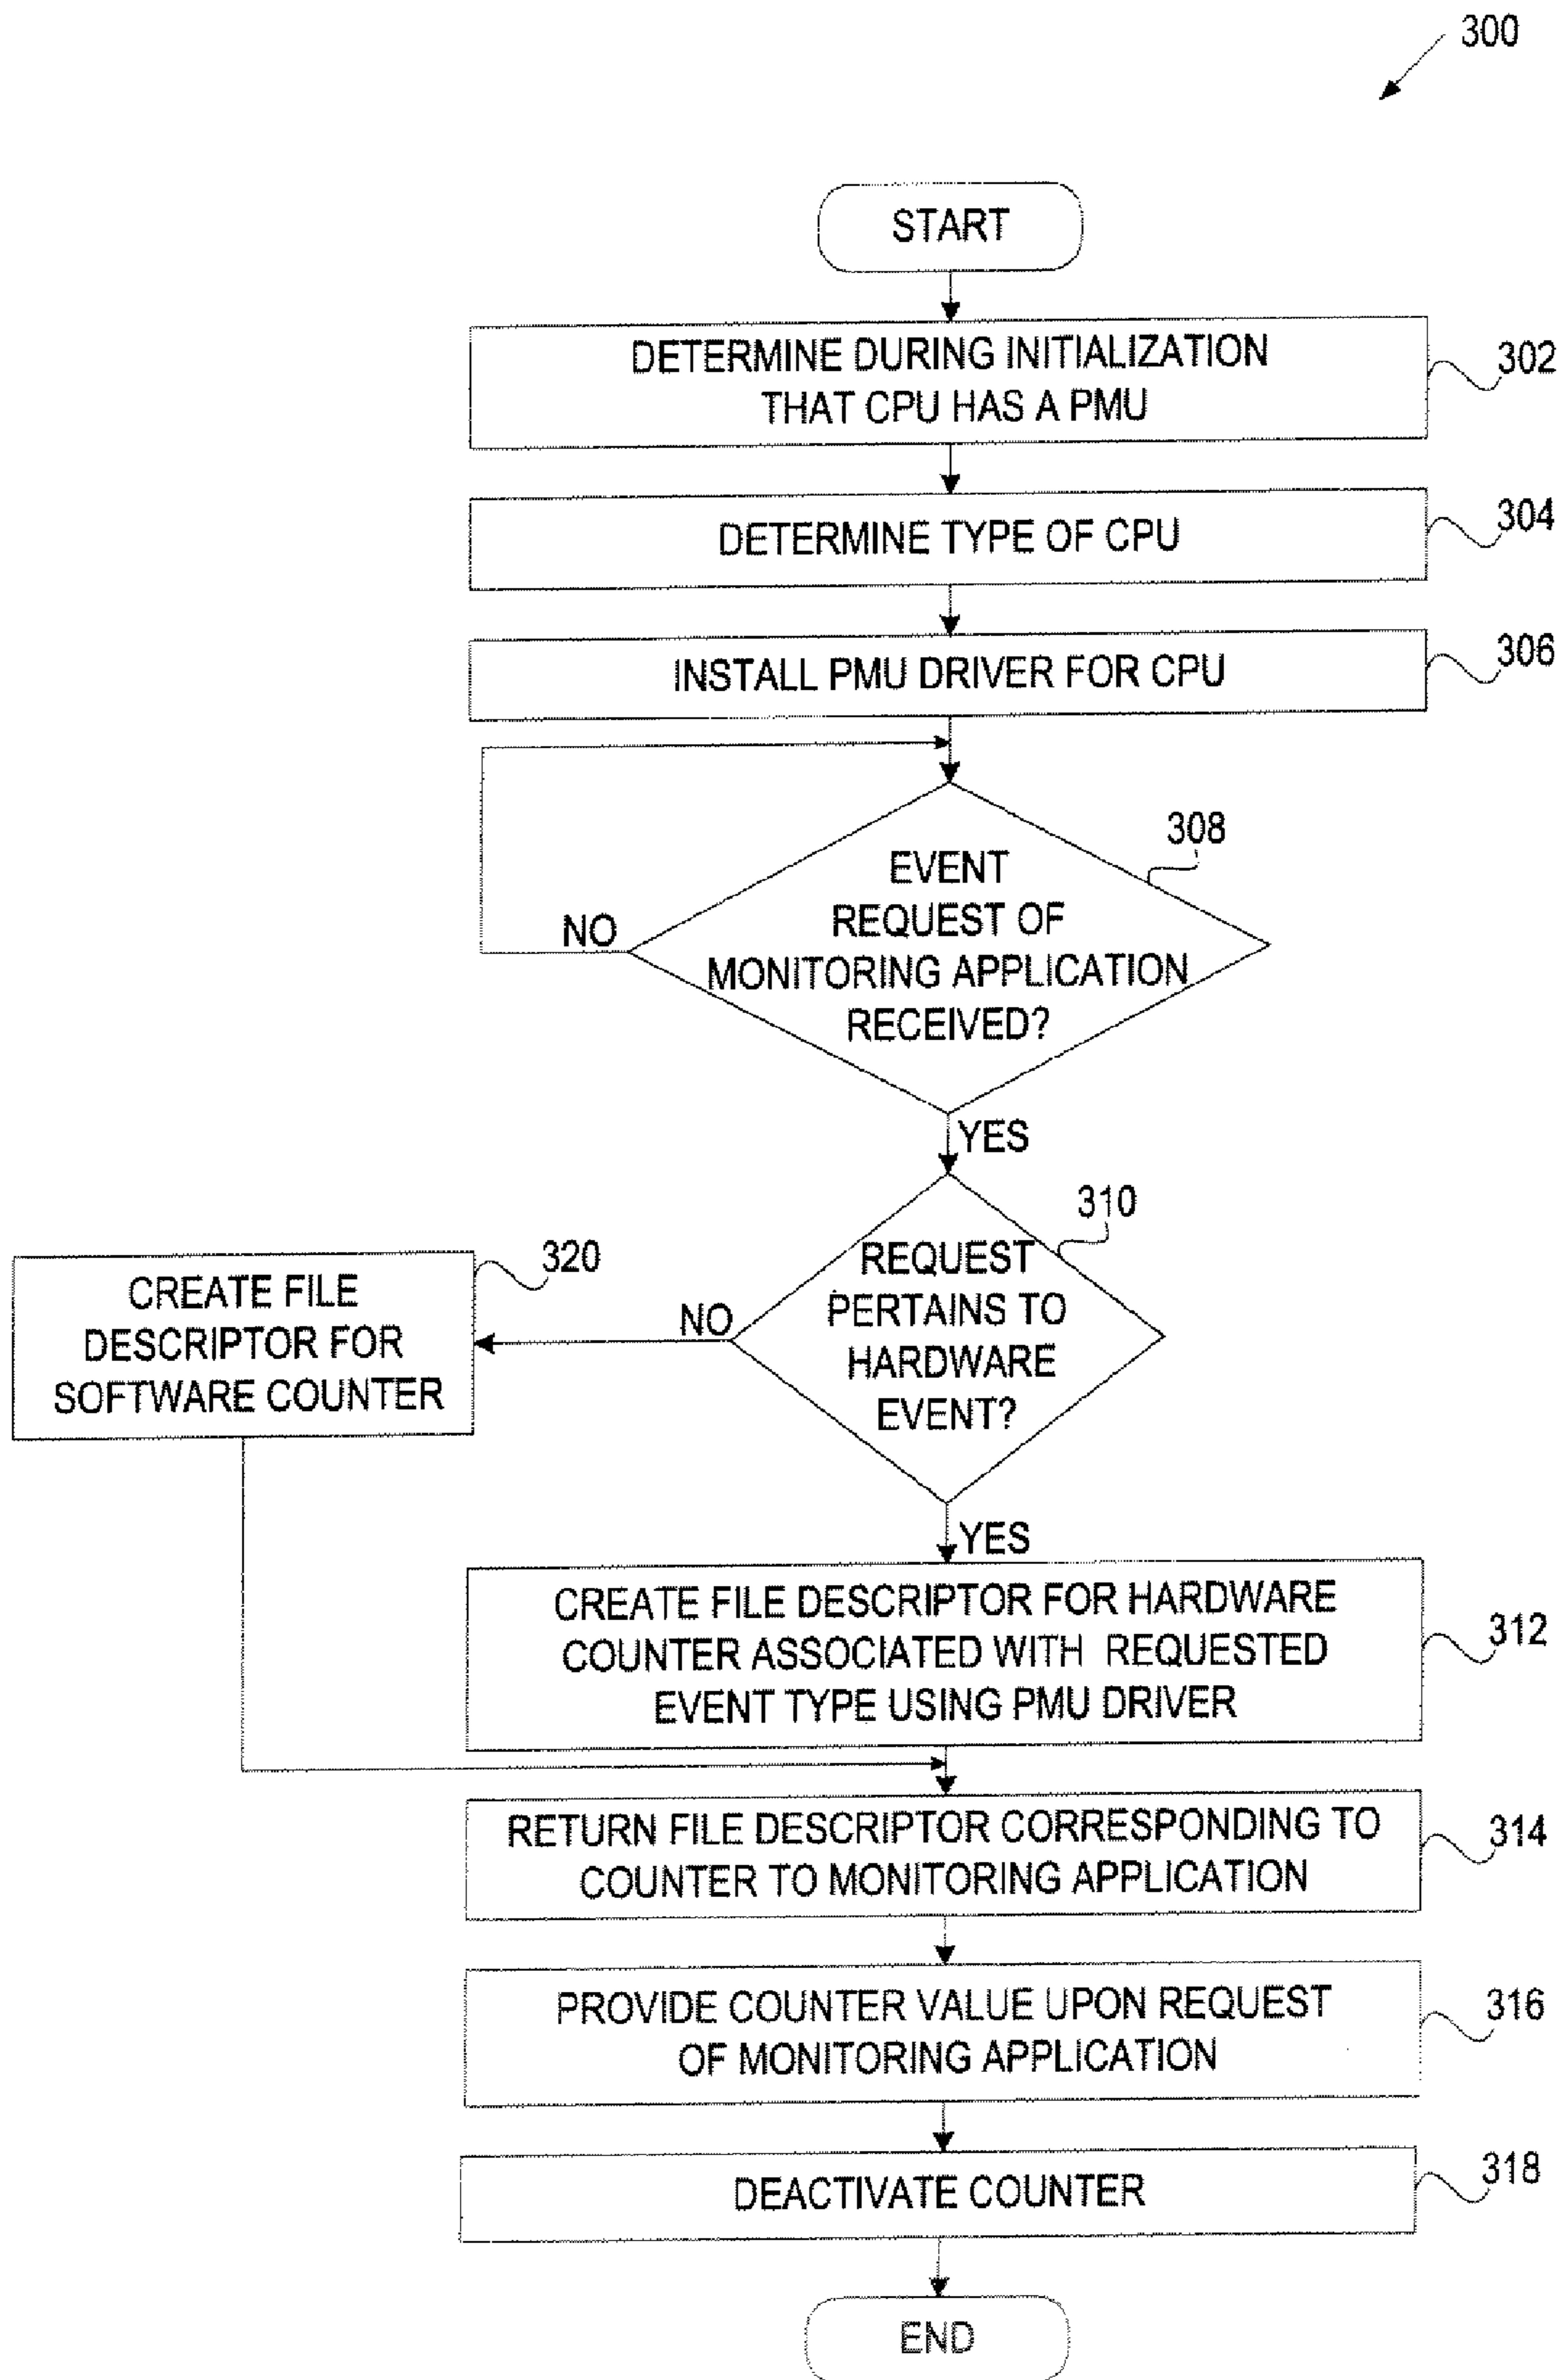 300
START
DETERMINE DURING INITIALIZATION
THAT CPU HAS A PMU
302
DETERMINE TYPE OF CPU
304
INSTALL PMU DRIVER FOR CPU
306
308
EVENT
REQUEST OF
MONITORING APPLICATION
RECEIVED?
NO
YES
310
REQUEST
PERTAINS TO
HARDWARE
EVENT?
NO
320
CREATE FILE
DESCRIPTOR FOR
SOFTWARE COUNTER
YES
CREATE FILE DESCRIPTOR FOR HARDWARE
COUNTER ASSOCIATED WITH REQUESTED
EVENT TYPE USING PMU DRIVER
312
RETURN FILE DESCRIPTOR CORRESPONDING TO
COUNTER TO MONITORING APPLICATION
314
PROVIDE COUNTER VALUE UPON REQUEST
OF MONITORING APPLICATION
316
DEACTIVATE COUNTER
318
END